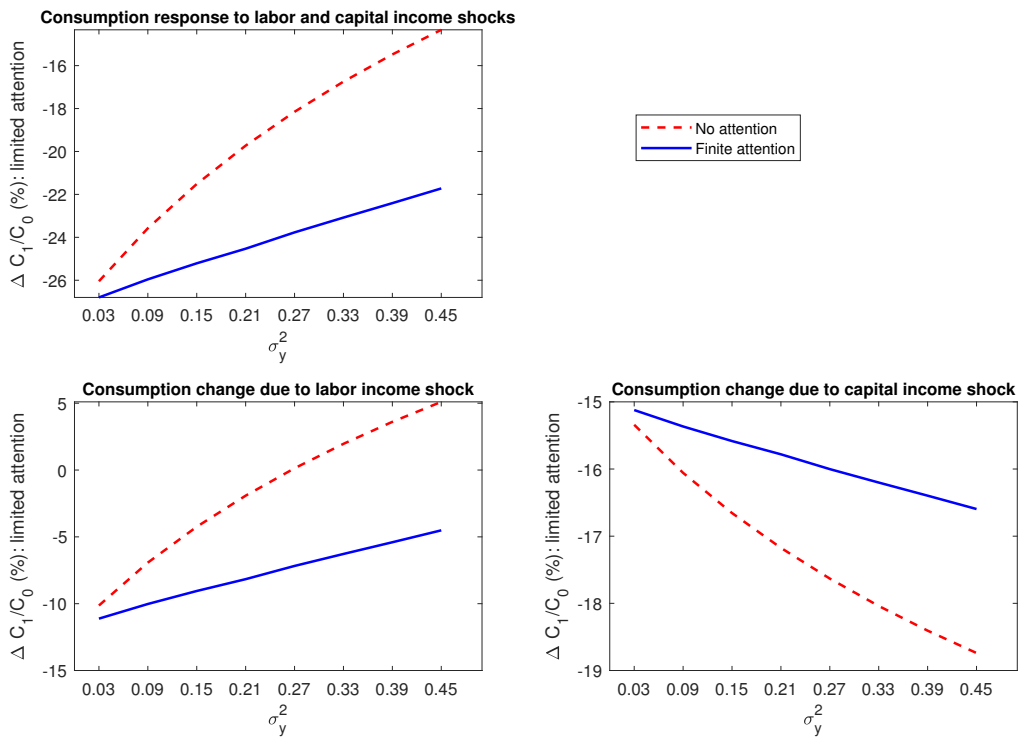 Consumption response to labor and capital income shocks
Δ C₁/C₀ (%): limited attention
-16
-18
-20
-22
-24
-26
0.03 0.09 0.15 0.21 0.27 0.33 0.39 0.45
σ²y
No attention
Finite attention
Consumption change due to labor income shock
Δ C₁/C₀ (%): limited attention
5
0
-5
-10
-15
0.03 0.09 0.15 0.21 0.27 0.33 0.39 0.45
σ²y
Consumption change due to capital income shock
Δ C₁/C₀ (%): limited attention
-15
-16
-17
-18
-19
0.03 0.09 0.15 0.21 0.27 0.33 0.39 0.45
σ²y